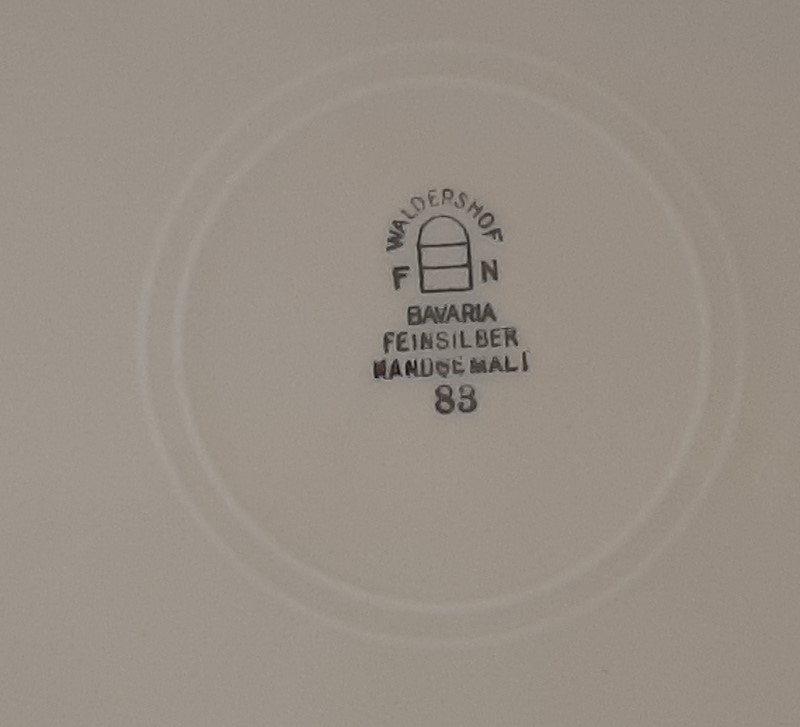 WALDERSHOF
F N
BAVARIA
FEINSILBER
HANDGEMALT
83